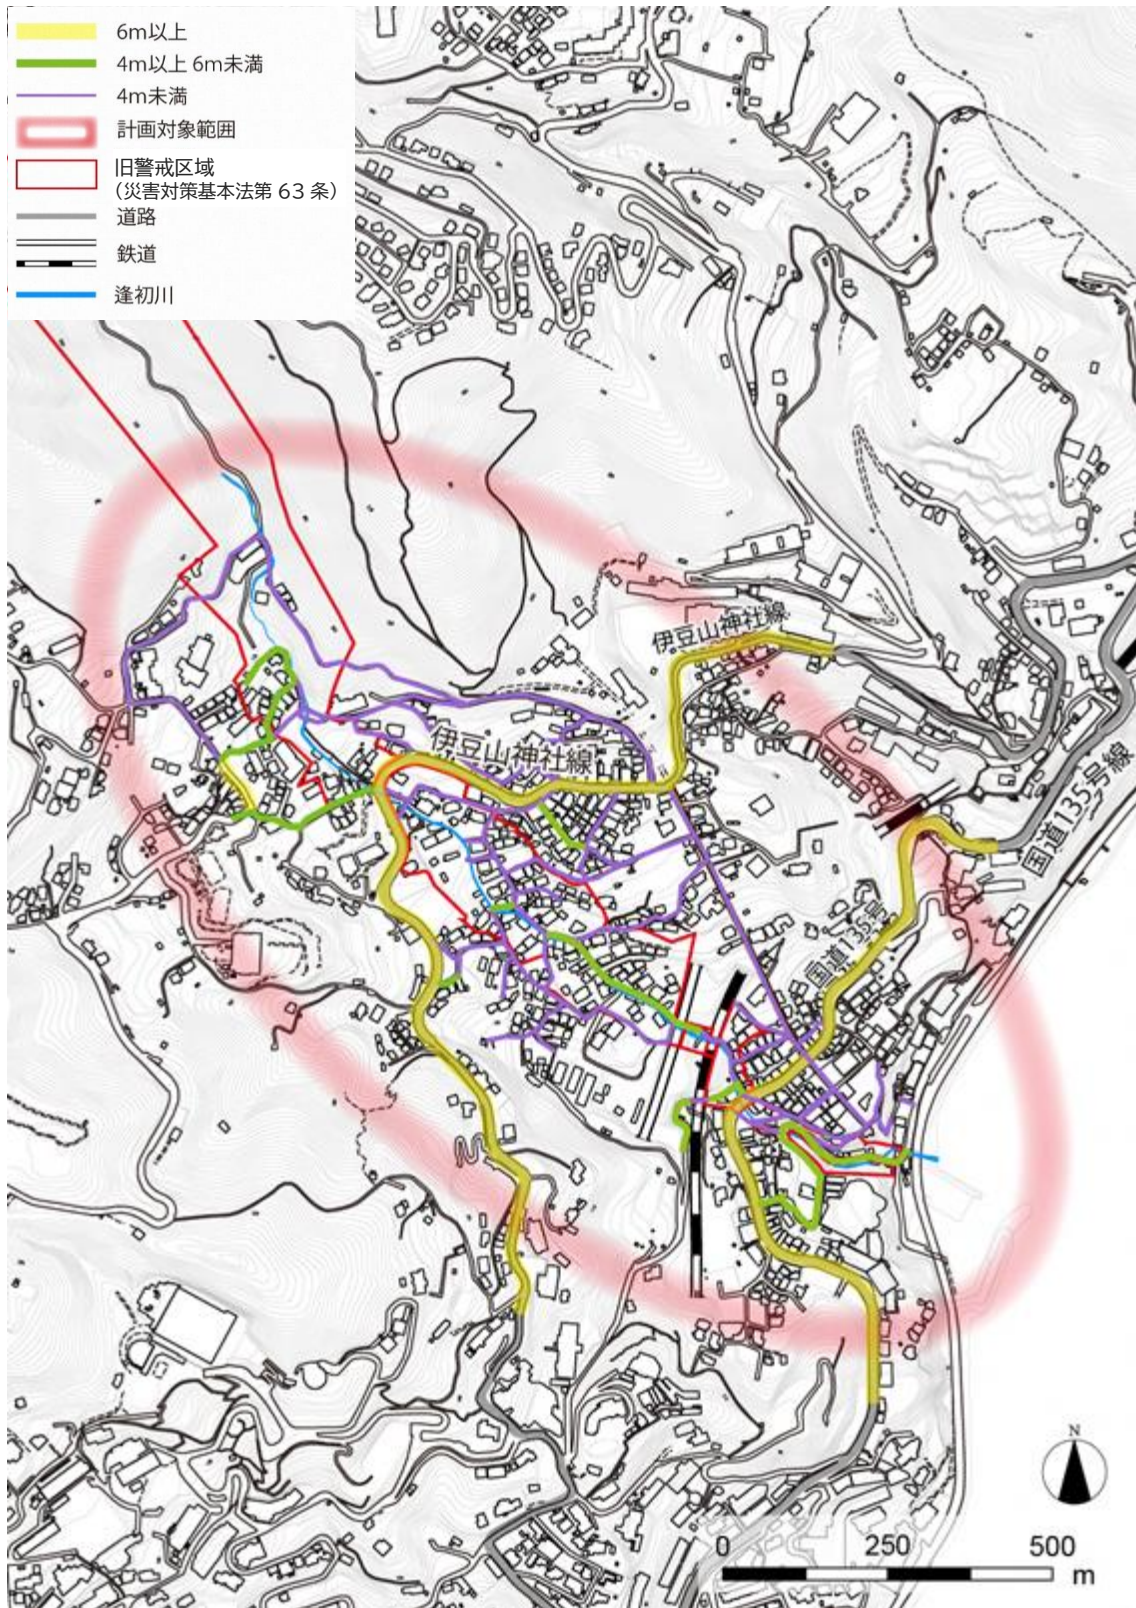 6m以上
4m以上 6m未満
4m未満
計画対象範囲
旧警戒区域
（災害対策基本法第 63 条）
道路
鉄道
逢初川
伊豆山神社線
伊豆山神社線
国道135号線
国道135号
N
0 250 500
m